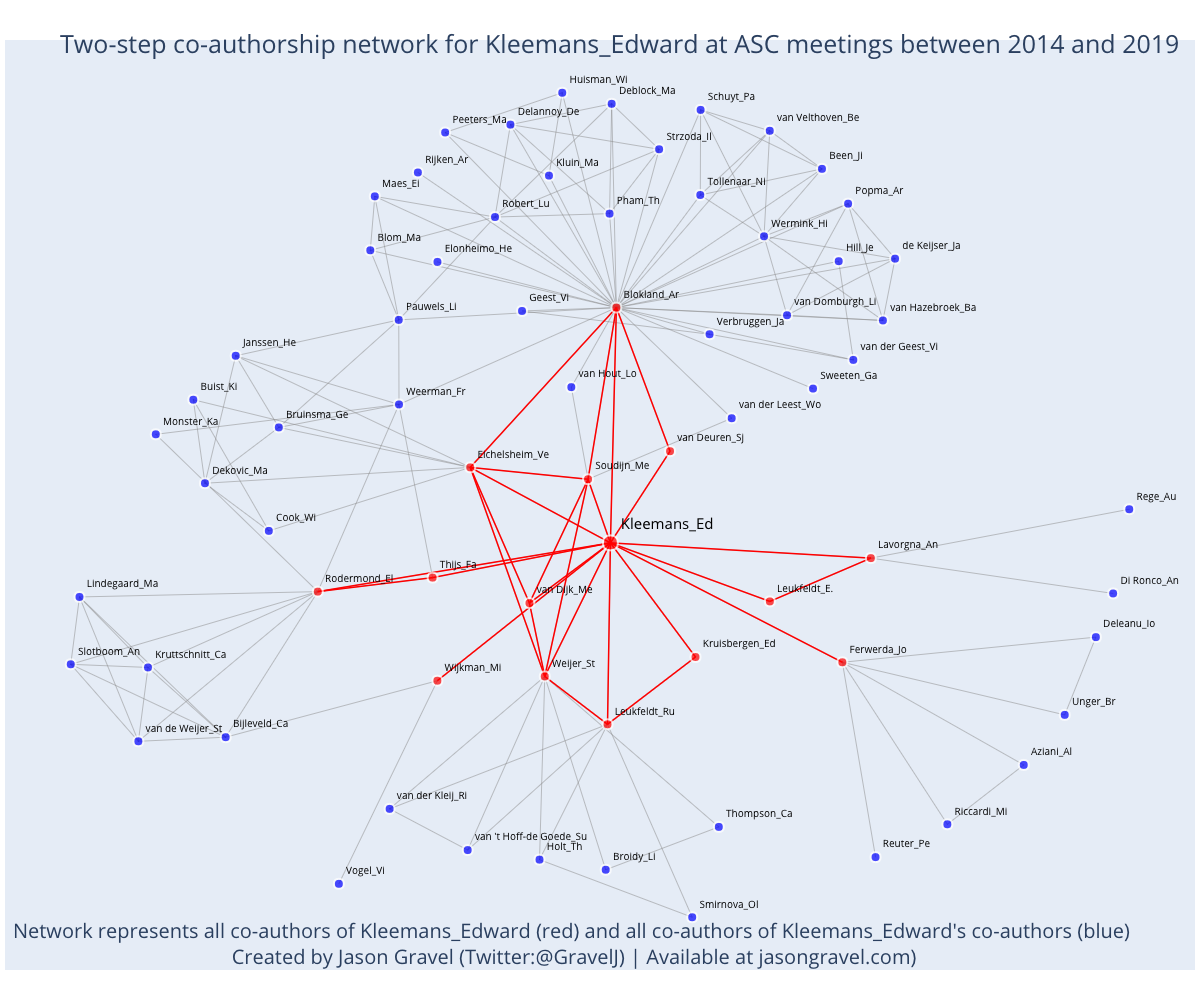 Two-step co-authorship network for Kleemans_Edward at ASC meetings between 2014 and 2019
Huisman_Wi
Deblock_Ma
Schuyt_Pa
Delannoy_De
Peeters_Ma
van Velthoven_Be
Strzoda_Il
Been_Ji
Rijken_Ar
Kluin_Ma
Maes_Ei
Tollenaar_Ni
Popma_Ar
Robert_Lu
Pham_Th
Wermink_Hi
Blom_Ma
Elonheimo_He
Hill_Je
de Keijser_Ja
Geest_Vi
Blokland_Ar
van Domburgh_Li
van Hazebroek_Ba
Pauwels_Li
Verbruggen_Ja
Janssen_He
van der Geest_Vi
van Hout_Lo
Sweeten_Ga
Buist_Ki
Weerman_Fr
van der Leest_Wo
Bruinsma_Ge
Monster_Ka
van Deuren_Sj
Eichelsheim_Ve
Soudijn_Me
Dekovic_Ma
Rege_Au
Cook_Wi
Kleemans_Ed
Lavorgna_An
Thijs_Fa
Rodermond_El
Di Ronco_An
Lindegaard_Ma
van Dijk_Me
Leukfeldt_E.
Deleanu_Io
Kruisbergen_Ed
Slotboom_An
Kruttschnitt_Ca
Ferwerda_Jo
Wijkman_Mi
Weijer_St
Unger_Br
Leukfeldt_Ru
van de Weijer_St
Bijleveld_Ca
Aziani_Al
van der Kleij_Ri
Thompson_Ca
Riccardi_Mi
van 't Hoff-de Goede_Su
Holt_Th
Reuter_Pe
Broidy_Li
Vogel_Vi
Smirnova_Ol
Network represents all co-authors of Kleemans_Edward (red) and all co-authors of Kleemans_Edward's co-authors (blue)
Created by Jason Gravel (Twitter:@GravelJ) | Available at jasongravel.com)